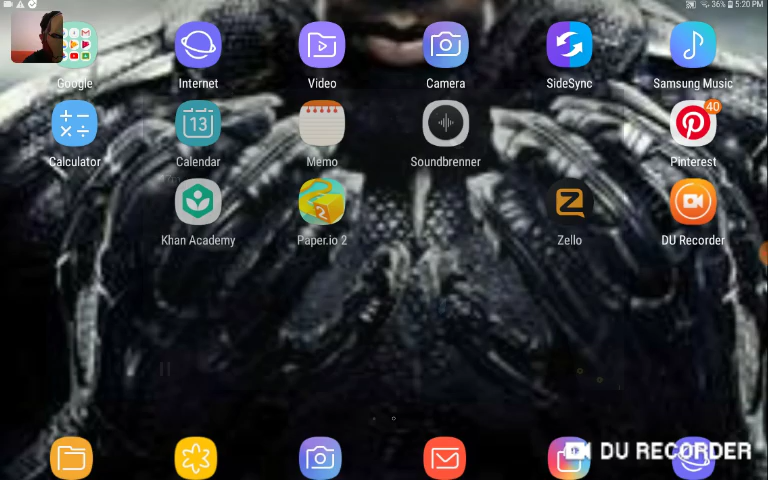 36% 5:20 PM
Google Internet Video Camera SideSync Samsung Music
+ − × ÷ 13 40
Calculator Calendar Memo Soundbrenner Pinterest
2 Z
Khan Academy Paper.io 2 Zello DU Recorder
DU RECORDER